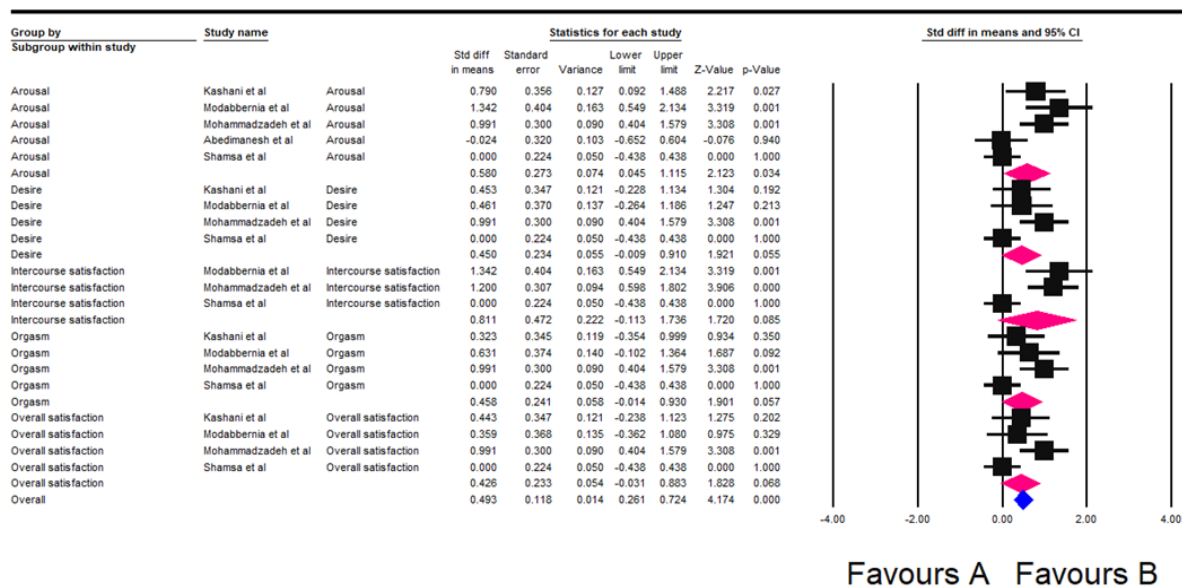 Group by Study name Statistics for each study Std diff in means and 95% CI
Subgroup within study
Std diff Standard Lower Upper
in means error Variance limit limit Z-Value p-Value
Arousal Kashani et al Arousal 0.790 0.356 0.127 0.092 1.488 2.217 0.027
Arousal Modabbernia et al Arousal 1.342 0.404 0.163 0.549 2.134 3.319 0.001
Arousal Mohammadzadeh et al Arousal 0.991 0.300 0.090 0.404 1.579 3.308 0.001
Arousal Abedimanesh et al Arousal -0.024 0.320 0.103 -0.652 0.604 -0.076 0.940
Arousal Shamsa et al Arousal 0.000 0.224 0.050 -0.438 0.438 0.000 1.000
Arousal 0.580 0.273 0.074 0.045 1.115 2.123 0.034
Desire Kashani et al Desire 0.453 0.347 0.121 -0.228 1.134 1.304 0.192
Desire Modabbernia et al Desire 0.461 0.370 0.137 -0.264 1.186 1.247 0.213
Desire Mohammadzadeh et al Desire 0.991 0.300 0.090 0.404 1.579 3.308 0.001
Desire Shamsa et al Desire 0.000 0.224 0.050 -0.438 0.438 0.000 1.000
Desire 0.450 0.234 0.055 -0.009 0.910 1.921 0.055
Intercourse satisfaction Modabbernia et al Intercourse satisfaction 1.342 0.404 0.163 0.549 2.134 3.319 0.001
Intercourse satisfaction Mohammadzadeh et al Intercourse satisfaction 1.200 0.307 0.094 0.598 1.802 3.906 0.000
Intercourse satisfaction Shamsa et al Intercourse satisfaction 0.000 0.224 0.050 -0.438 0.438 0.000 1.000
Intercourse satisfaction 0.811 0.472 0.222 -0.113 1.736 1.720 0.085
Orgasm Kashani et al Orgasm 0.323 0.345 0.119 -0.354 0.999 0.934 0.350
Orgasm Modabbernia et al Orgasm 0.631 0.374 0.140 -0.102 1.364 1.687 0.092
Orgasm Mohammadzadeh et al Orgasm 0.991 0.300 0.090 0.404 1.579 3.308 0.001
Orgasm Shamsa et al Orgasm 0.000 0.224 0.050 -0.438 0.438 0.000 1.000
Orgasm 0.458 0.241 0.058 -0.014 0.930 1.901 0.057
Overall satisfaction Kashani et al Overall satisfaction 0.443 0.347 0.121 -0.238 1.123 1.275 0.202
Overall satisfaction Modabbernia et al Overall satisfaction 0.359 0.368 0.135 -0.362 1.080 0.975 0.329
Overall satisfaction Mohammadzadeh et al Overall satisfaction 0.991 0.300 0.090 0.404 1.579 3.308 0.001
Overall satisfaction Shamsa et al Overall satisfaction 0.000 0.224 0.050 -0.438 0.438 0.000 1.000
Overall satisfaction 0.426 0.233 0.054 -0.031 0.883 1.828 0.068
Overall 0.493 0.118 0.014 0.261 0.724 4.174 0.000
-4.00 -2.00 0.00 2.00 4.00
Favours A Favours B